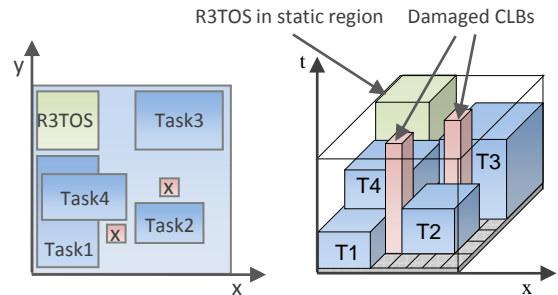 R3TOS in static region
Damaged CLBs
y
R3TOS
Task3
Task4
X
Task2
X
Task1
x
t
T3
T4
T2
T1
x